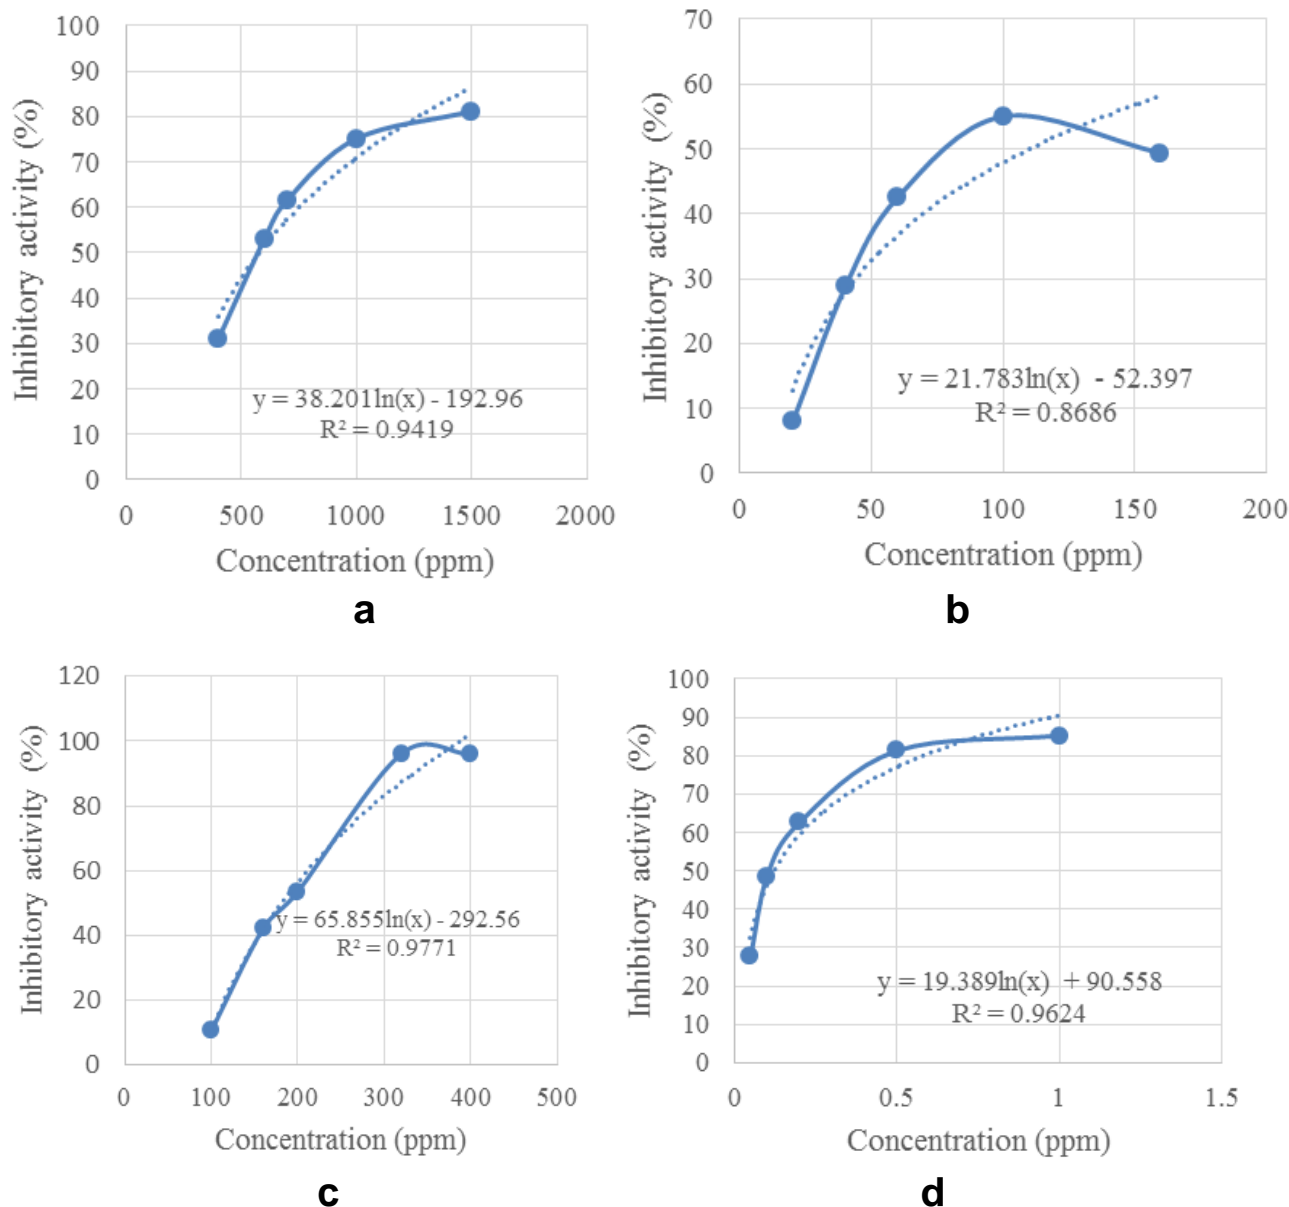 100
90
80
70
60
50
40
30
20
10
0
0 500 1000 1500 2000
Inhibitory activity (%)
Concentration (ppm)
y = 38.201ln(x) - 192.96
R² = 0.9419
a
70
60
50
40
30
20
10
0
0 50 100 150 200
Inhibitory activity (%)
Concentration (ppm)
y = 21.783ln(x) - 52.397
R² = 0.8686
b
120
100
80
60
40
20
0
0 100 200 300 400 500
Inhibitory activity (%)
Concentration (ppm)
y = 65.855ln(x) - 292.56
R² = 0.9771
c
100
90
80
70
60
50
40
30
20
10
0
0 0.5 1 1.5
Inhibitory activity (%)
Concentration (ppm)
y = 19.389ln(x) + 90.558
R² = 0.9624
d